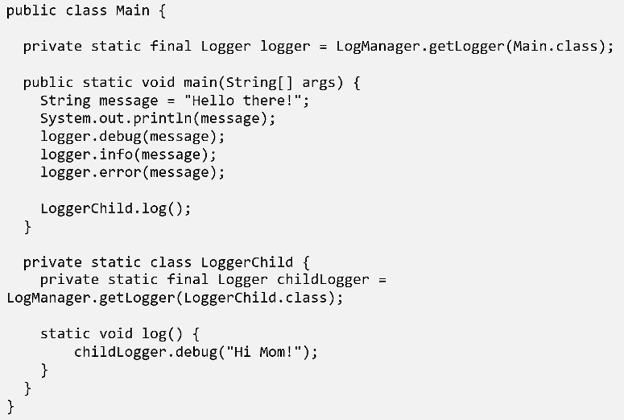 public class Main {
private static final Logger logger = LogManager.getLogger(Main.class);
public static void main(String[] args) {
String message = "Hello there!";
System.out.println(message);
logger.debug(message);
logger.info(message);
logger.error(message);
LoggerChild.log();
}
private static class LoggerChild {
private static final Logger childLogger =
LogManager.getLogger(LoggerChild.class);
static void log() {
childLogger.debug("Hi Mom!");
}
}
}